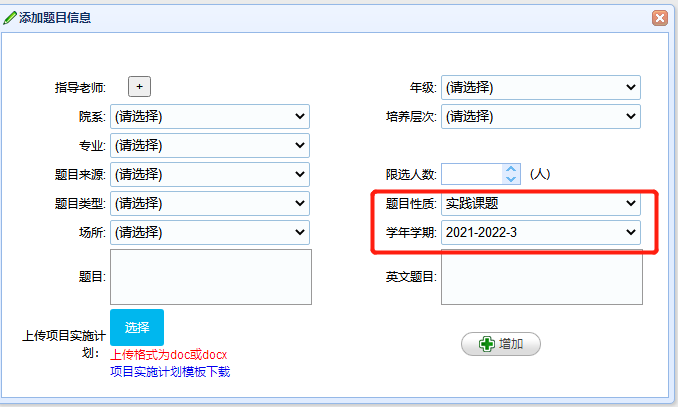 添加题目信息
指导老师: +
年级: (请选择)
院系: (请选择)
培养层次: (请选择)
专业: (请选择)
题目来源: (请选择)
限选人数: (人)
题目类型: (请选择)
题目性质: 实践课题
场所: (请选择)
学年学期: 2021-2022-3
题目:
英文题目:
上传项目实施计
划：
选择
上传格式为doc或docx
项目实施计划模板下载
增加